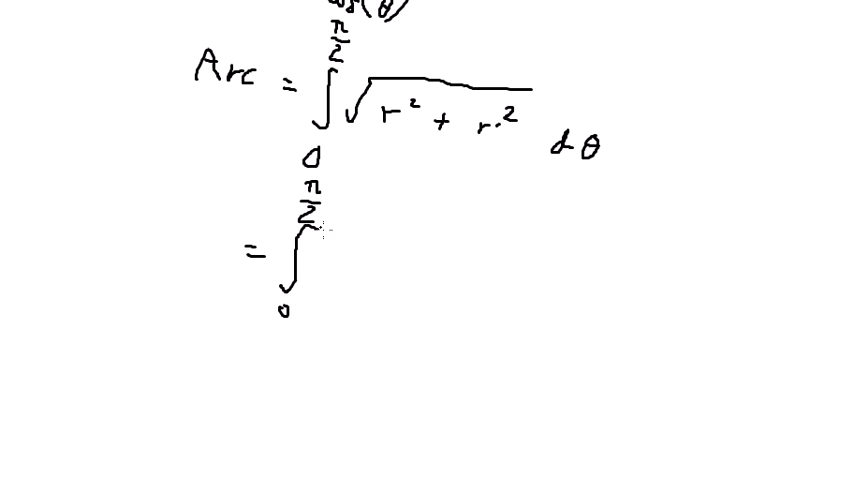 (θ)
Arc = ∫₀^{π/2} √(r² + r·²) dθ
= ∫₀^{π/2}